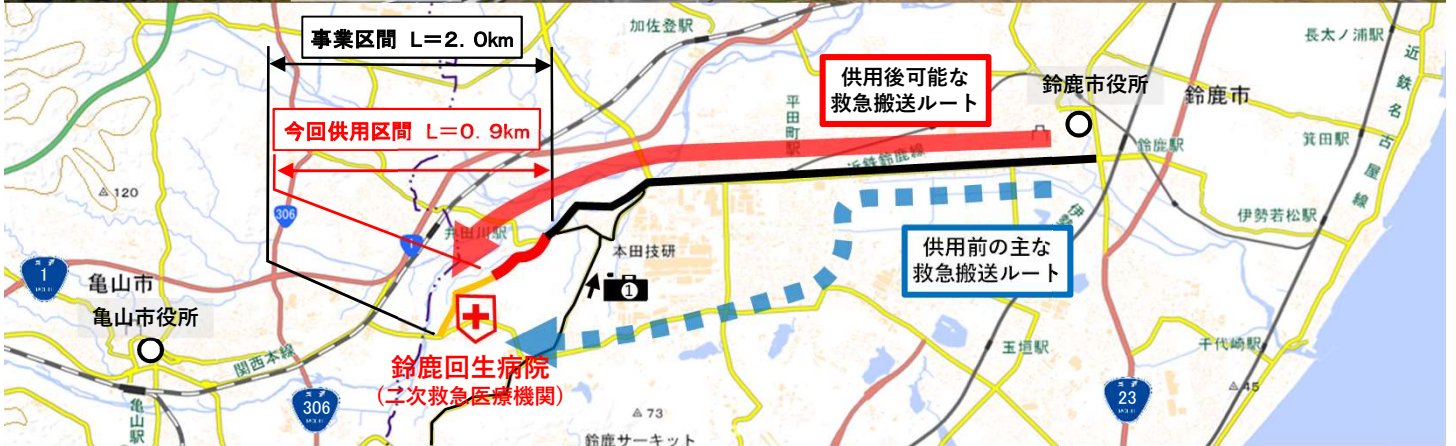 事業区間 L=2.0km
加佐登駅
長太ノ浦駅
近鉄名古屋線
供用後可能な
救急搬送ルート
鈴鹿市役所
鈴鹿市
平田町駅
今回供用区間 L=0.9km
箕田駅
近鉄鈴鹿線
鈴鹿駅
120
306
1
井田川駅
伊勢若松駅
本田技研
供用前の主な
救急搬送ルート
1
亀山市
亀山市役所
1
玉垣駅
千代崎駅
関西本線
鈴鹿回生病院
(二次救急医療機関)
306
23
45
73
亀山駅
鈴鹿サーキット